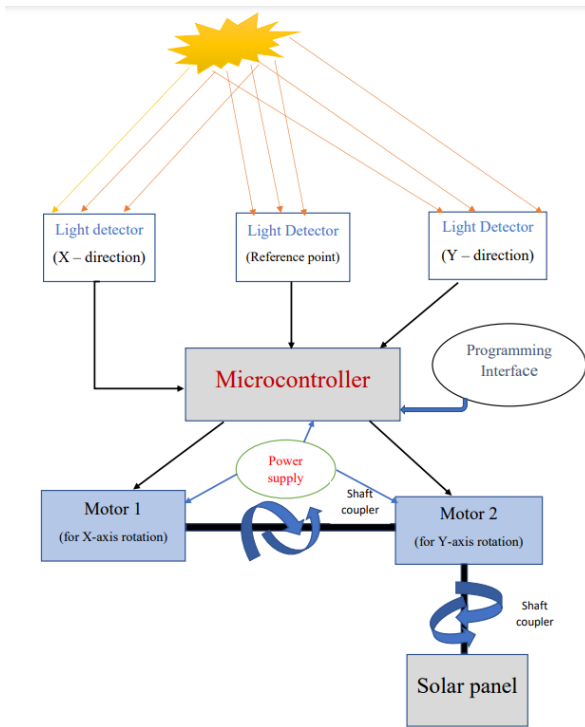 Light detector
(X – direction)
Light Detector
(Reference point)
Light Detector
(Y – direction)
Microcontroller
Programming
Interface
Power
supply
Motor 1
(for X-axis rotation)
Shaft
coupler
Motor 2
(for Y-axis rotation)
Shaft
coupler
Solar panel